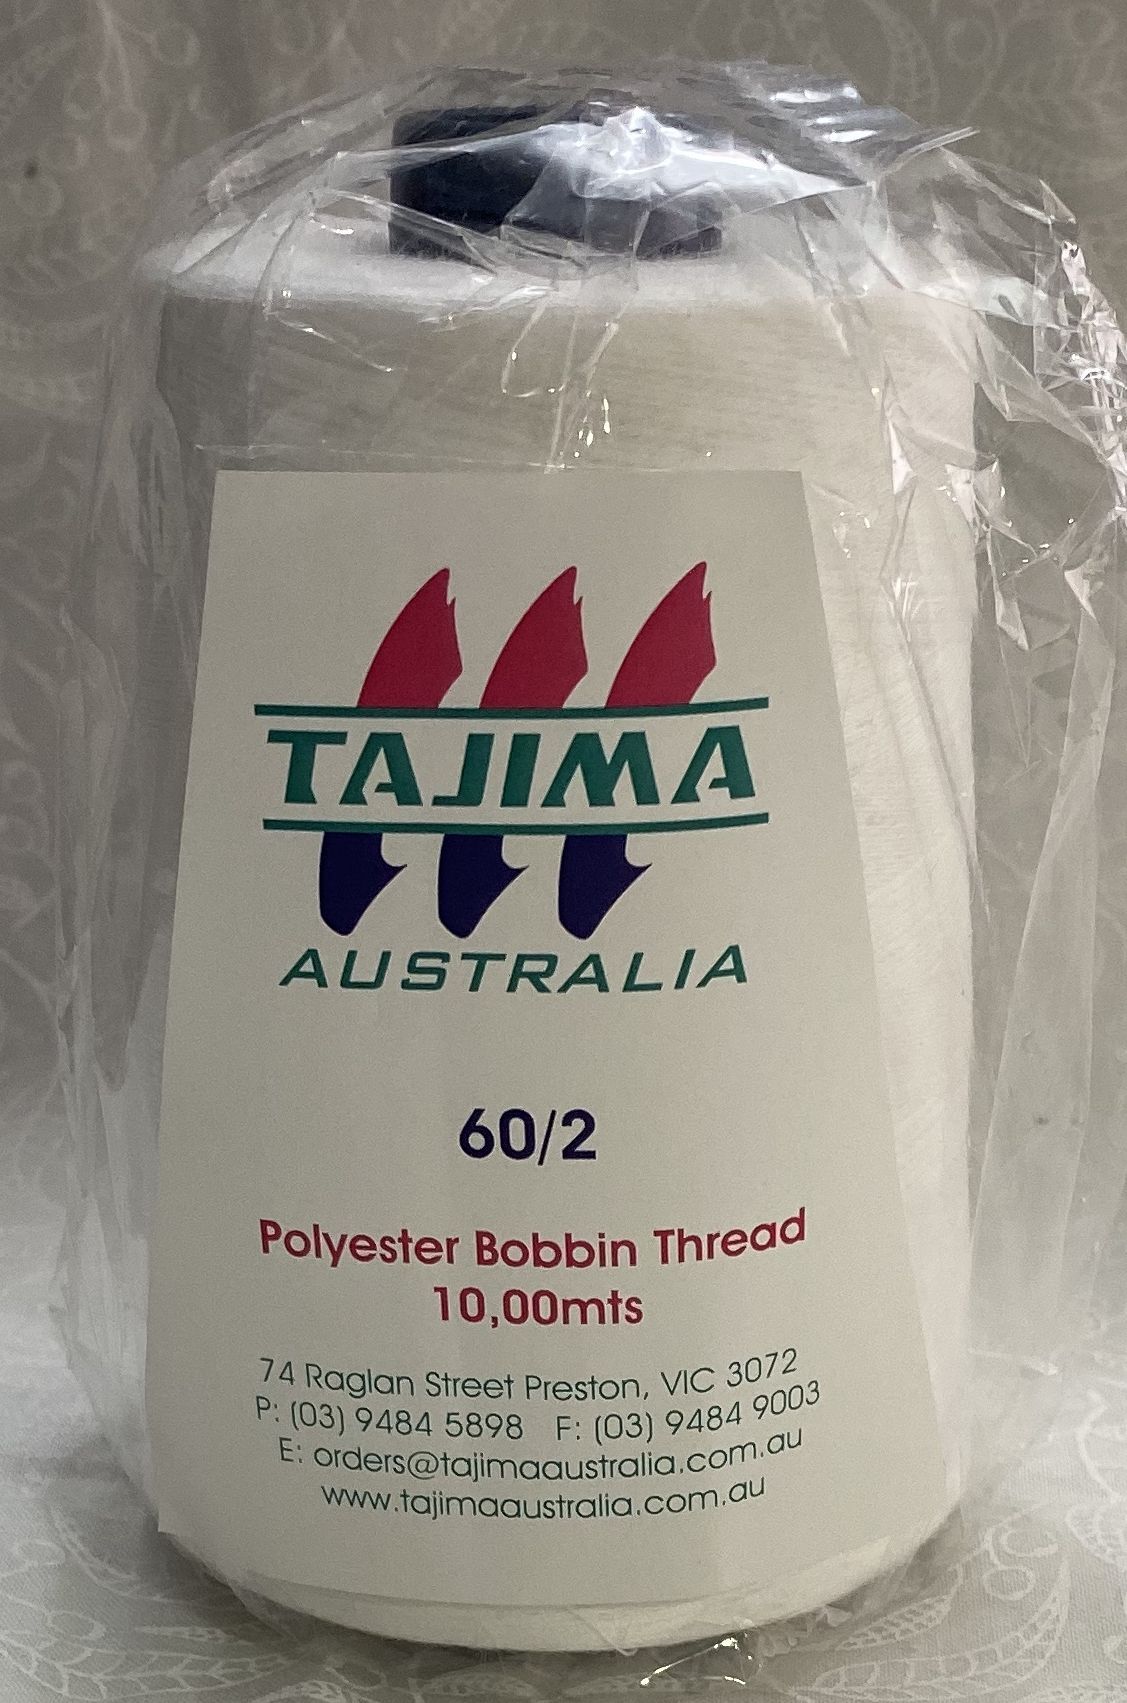 TAJIMA
AUSTRALIA
60/2
Polyester Bobbin Thread
10,00mts
74 Raglan Street Preston, VIC 3072
P: (03) 9484 5898 F: (03) 9484 9003
E: orders@tajimaaustralia.com.au
www.tajimaaustralia.com.au